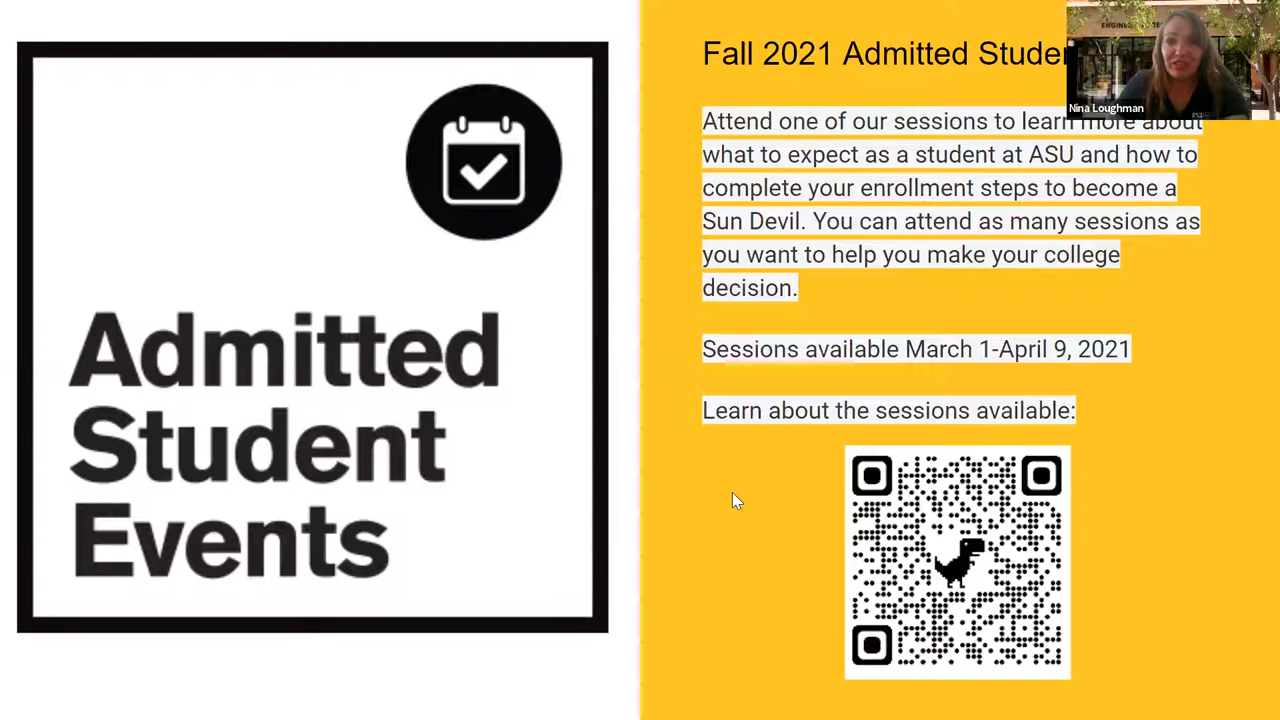 Admitted
Student
Events
Fall 2021 Admitted
Attend one of our sessions to learn more about
what to expect as a student at ASU and how to
complete your enrollment steps to become a
Sun Devil. You can attend as many sessions as
you want to help you make your college
decision.
Sessions available March 1-April 9, 2021
Learn about the sessions available:
Nina Loughman